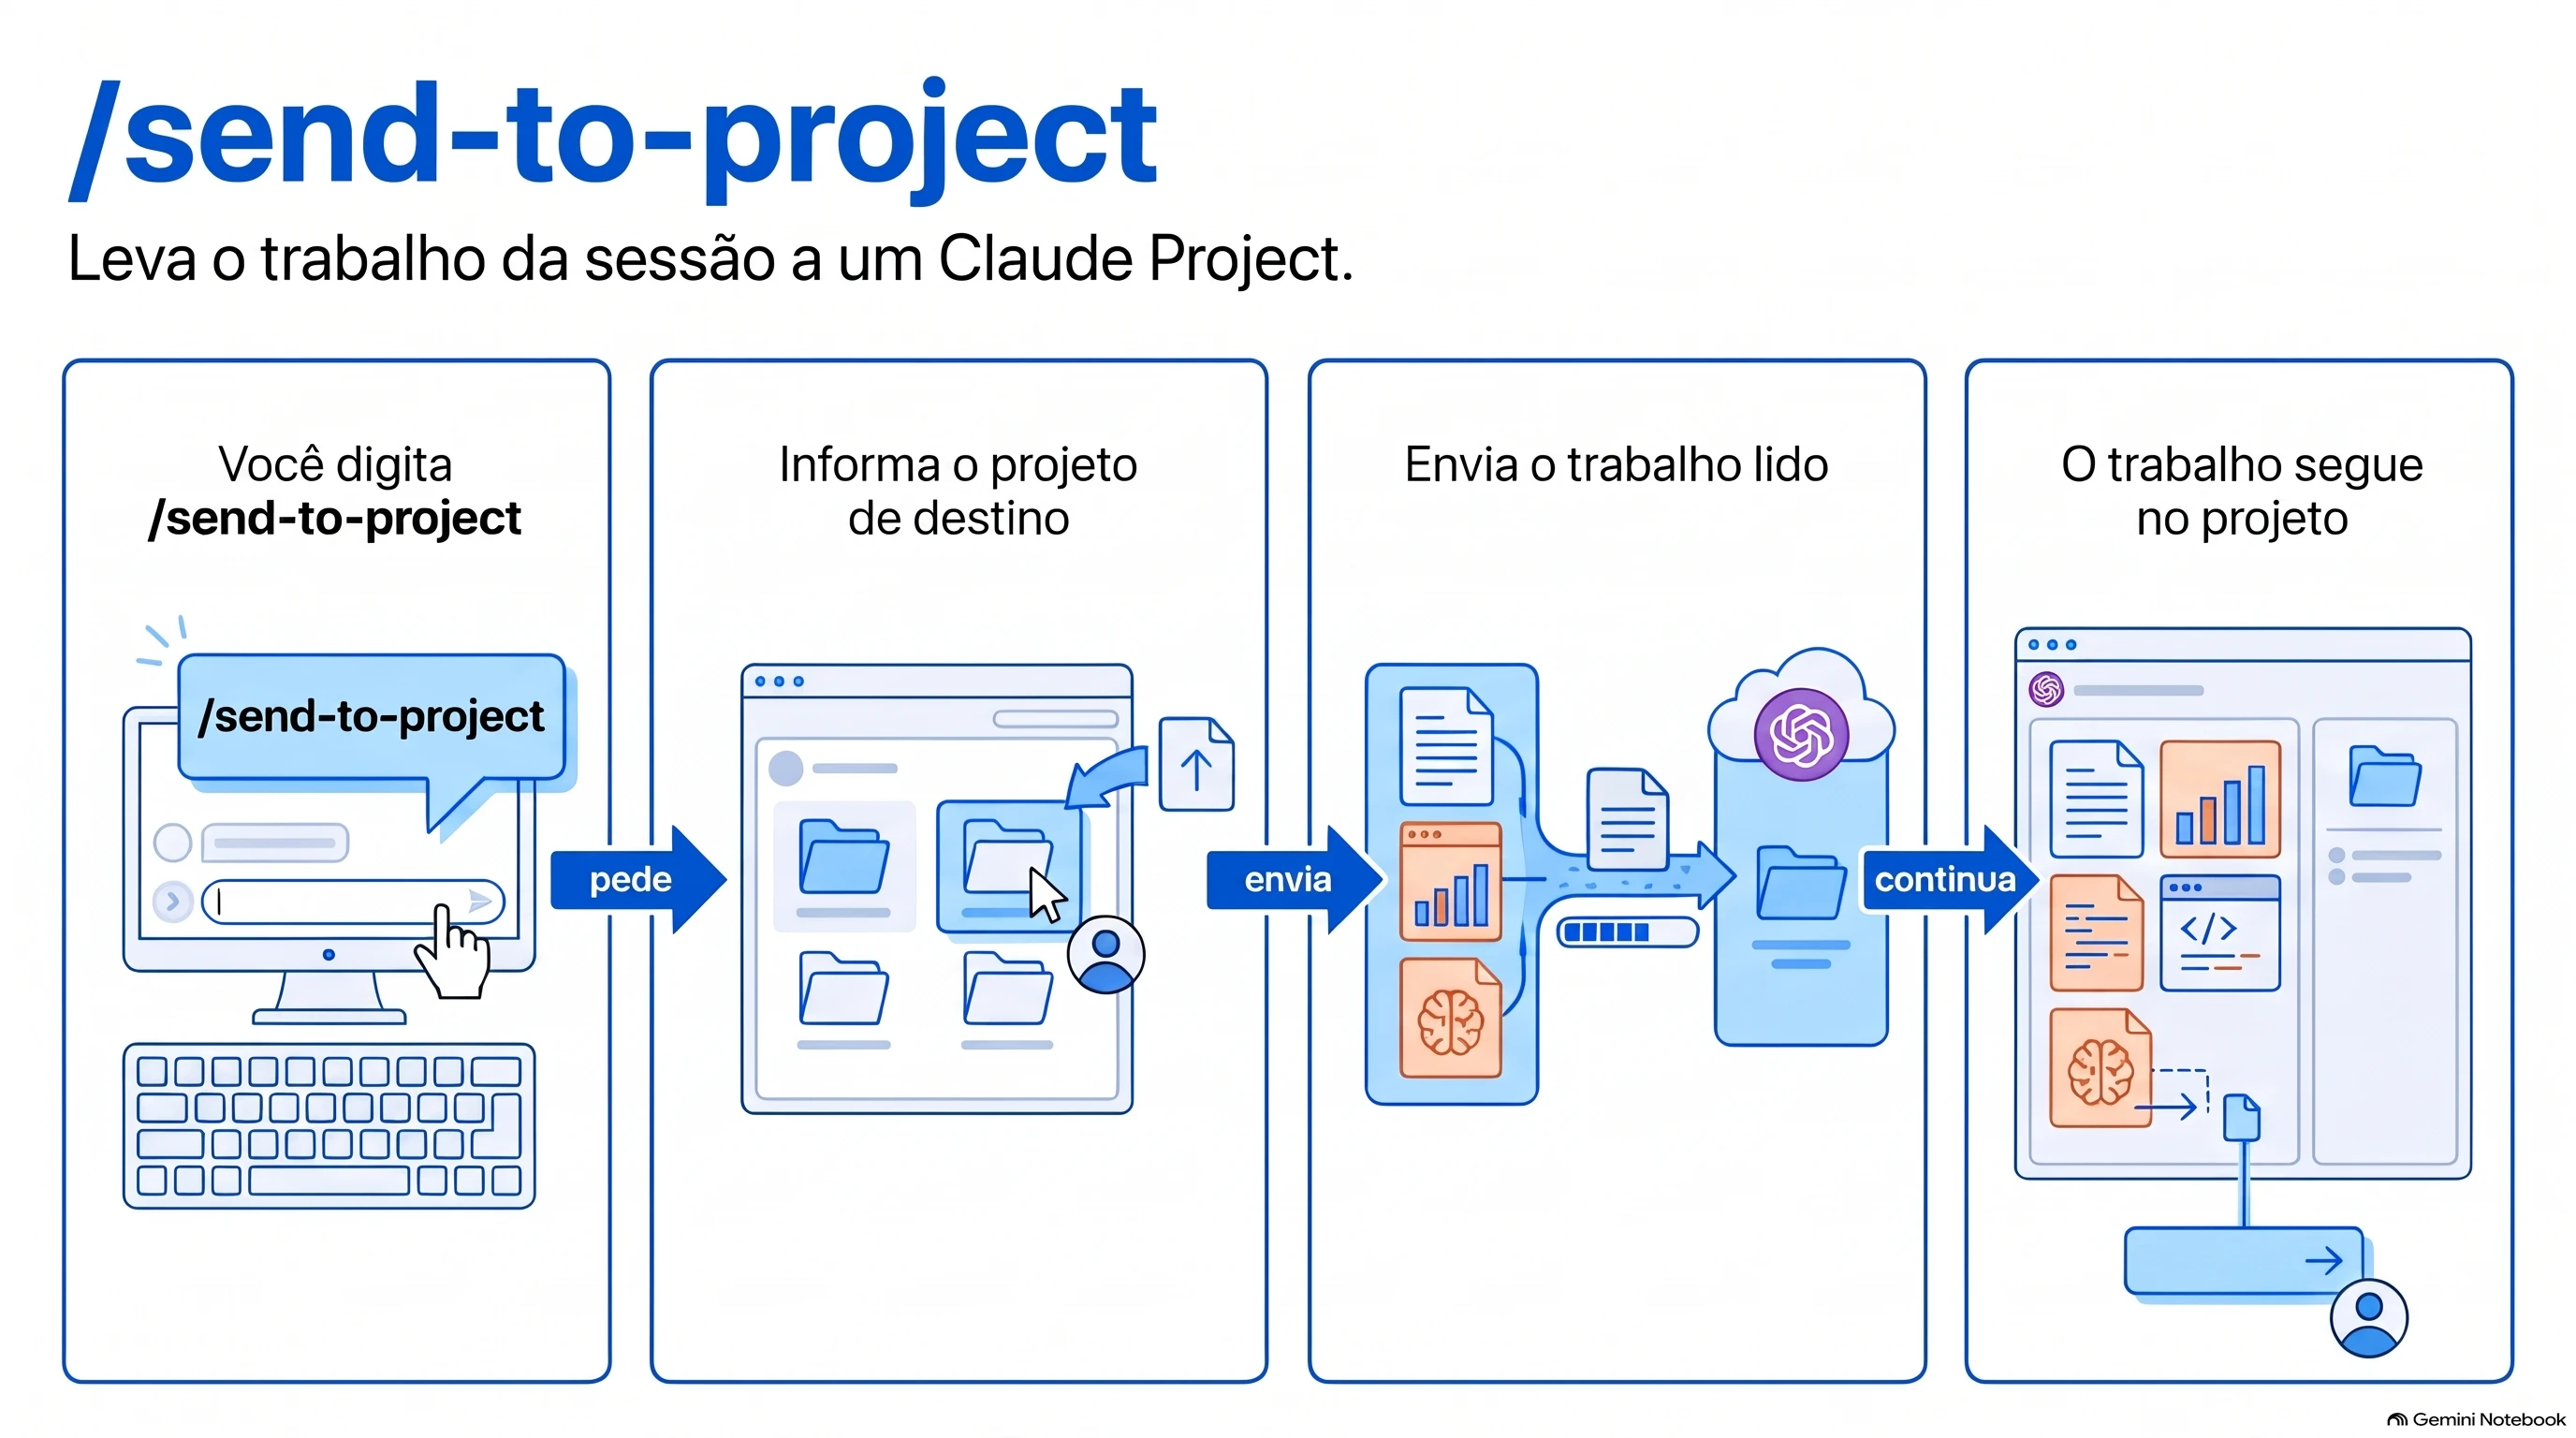 /send-to-project
Leva o trabalho da sessão a um Claude Project.
Você digita
/send-to-project
/send-to-project
pede
Informa o projeto
de destino
envia
Envia o trabalho lido
continua
O trabalho segue
no projeto
</>
Gemini Notebook